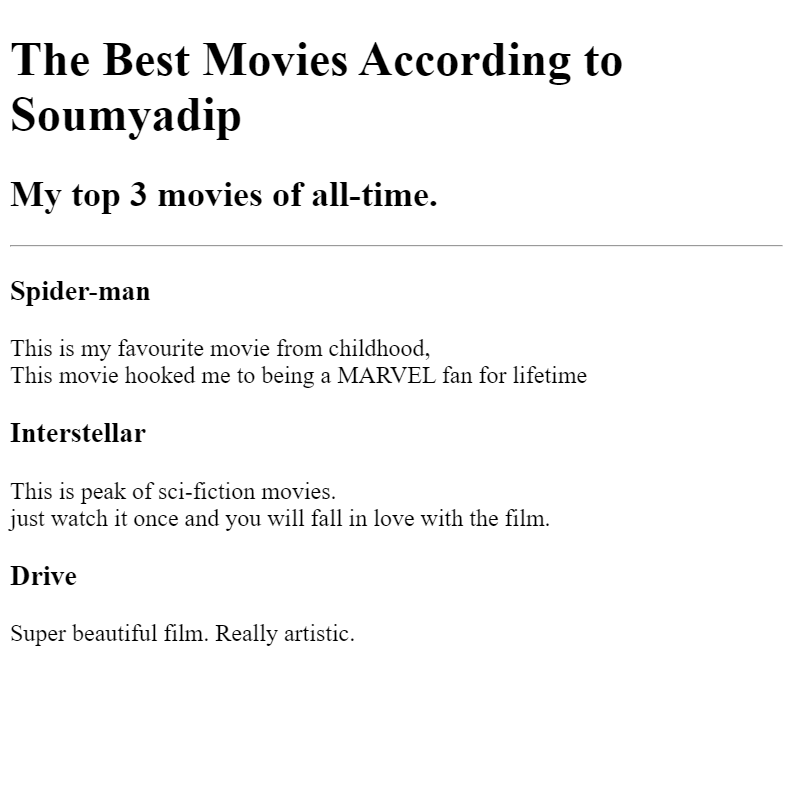 The Best Movies According to
Soumyadip
My top 3 movies of all-time.
Spider-man
This is my favourite movie from childhood,
This movie hooked me to being a MARVEL fan for lifetime
Interstellar
This is peak of sci-fiction movies.
just watch it once and you will fall in love with the film.
Drive
Super beautiful film. Really artistic.